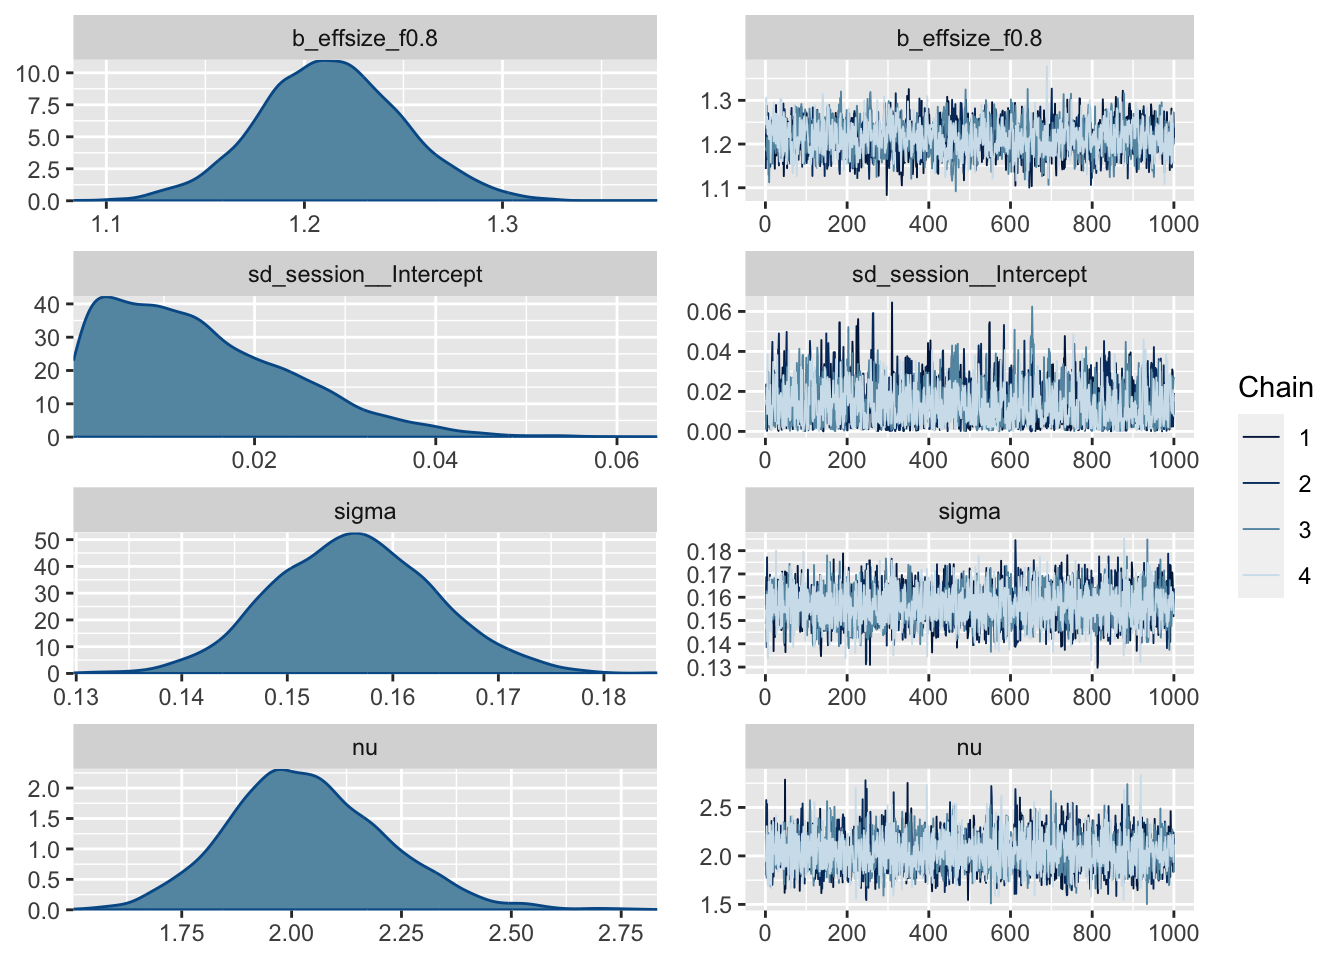 b_effsize_f0.8
10.0
7.5
5.0
2.5
0.0
1.1 1.2 1.3
b_effsize_f0.8
1.3
1.2
1.1
0 200 400 600 800 1000
sd_session__Intercept
40
30
20
10
0
0.02 0.04 0.06
sd_session__Intercept
0.06
0.04
0.02
0.00
0 200 400 600 800 1000
sigma
50
40
30
20
10
0
0.13 0.14 0.15 0.16 0.17 0.18
sigma
0.18
0.17
0.16
0.15
0.14
0.13
0 200 400 600 800 1000
nu
2.0
1.5
1.0
0.5
0.0
1.75 2.00 2.25 2.50 2.75
nu
2.5
2.0
1.5
0 200 400 600 800 1000
Chain
1
2
3
4